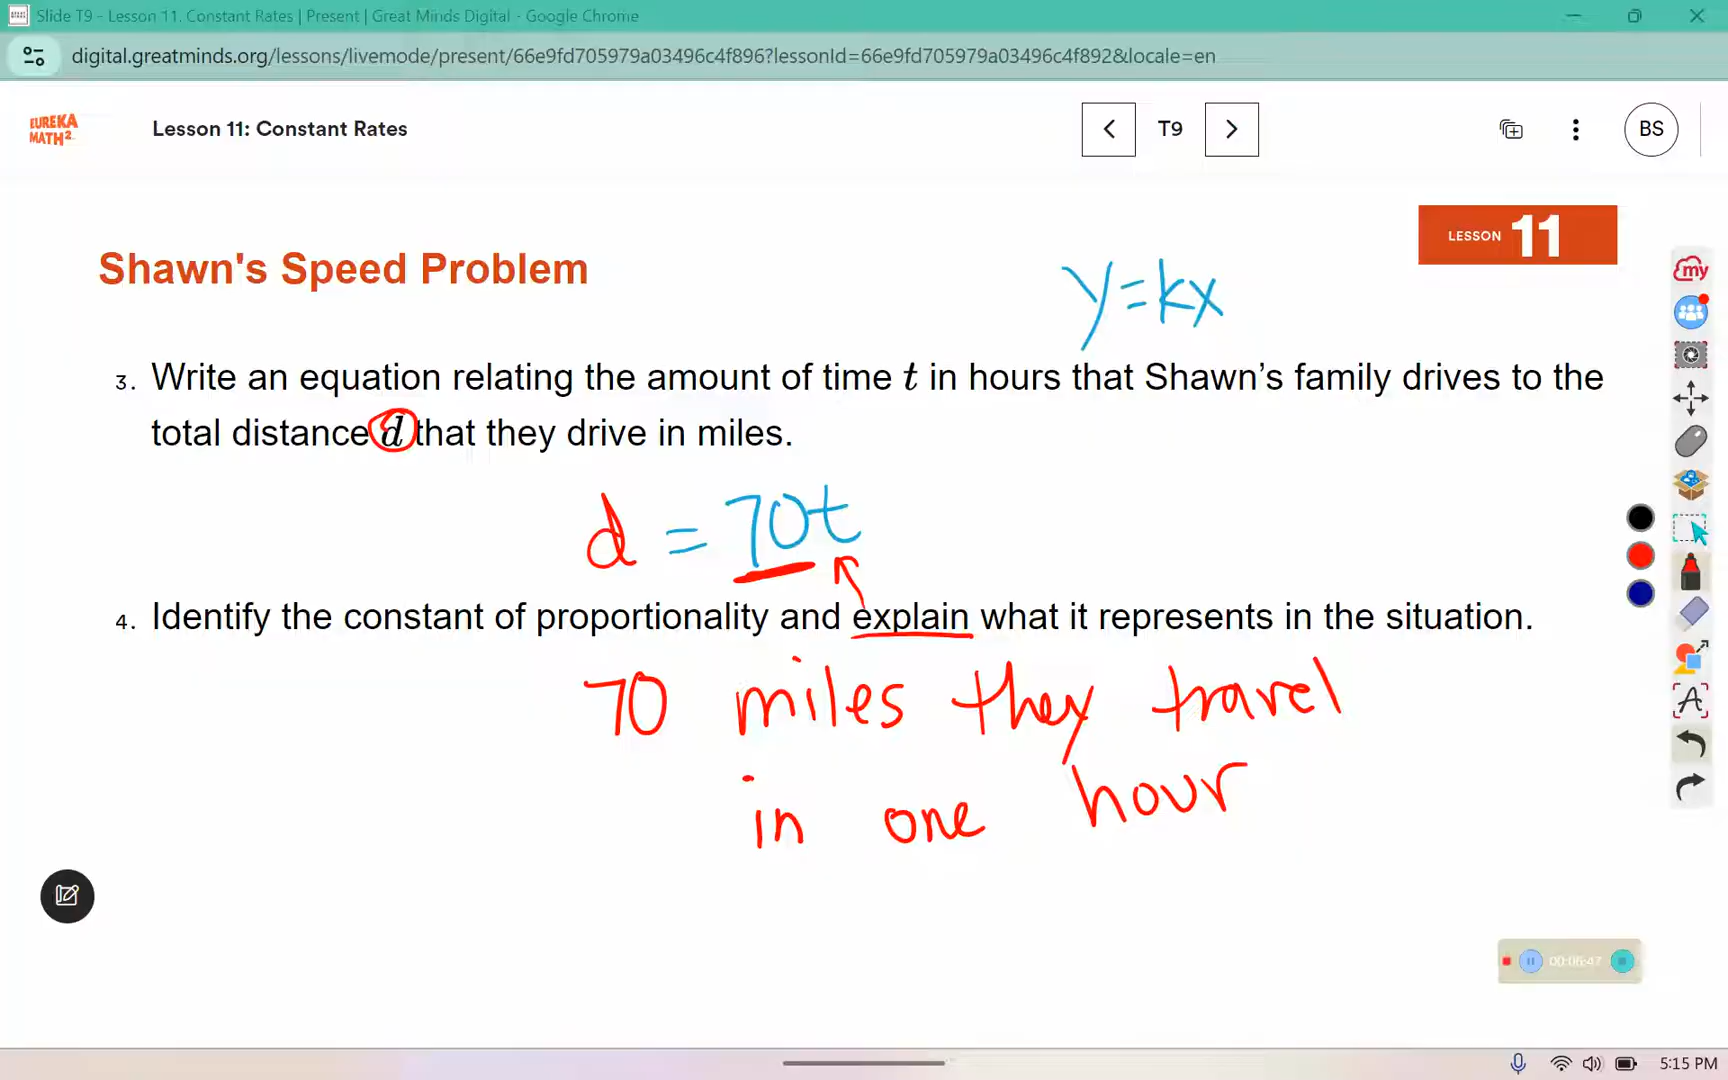 Slide T9 - Lesson 11. Constant Rates | Present | Great Minds Digital - Google Chrome
digital.greatminds.org/lessons/livemode/present/66e9fd705979a03496c4f896?lessonId=66e9fd705979a03496c4f892&locale=en
EUREKA
MATH2
Lesson 11: Constant Rates
T9
BS
LESSON 11
Shawn's Speed Problem
y=kx
3. Write an equation relating the amount of time t in hours that Shawn's family drives to the
total distance d that they drive in miles.
d = 70t
4. Identify the constant of proportionality and explain what it represents in the situation.
70 miles they travel
in one hour
my
A
00:06:47
5:15 PM